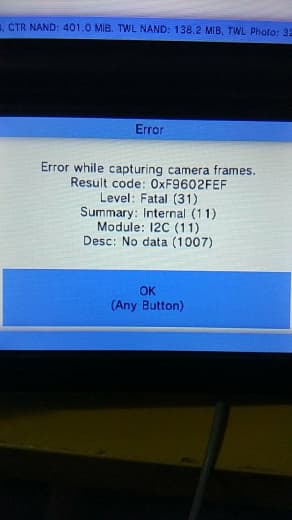 , CTR NAND: 401.0 MiB, TWL NAND: 138.2 MiB, TWL Photo: 32
Error
Error while capturing camera frames.
Result code: 0xF9602FEF
Level: Fatal (31)
Summary: Internal (11)
Module: I2C (11)
Desc: No data (1007)
OK
(Any Button)